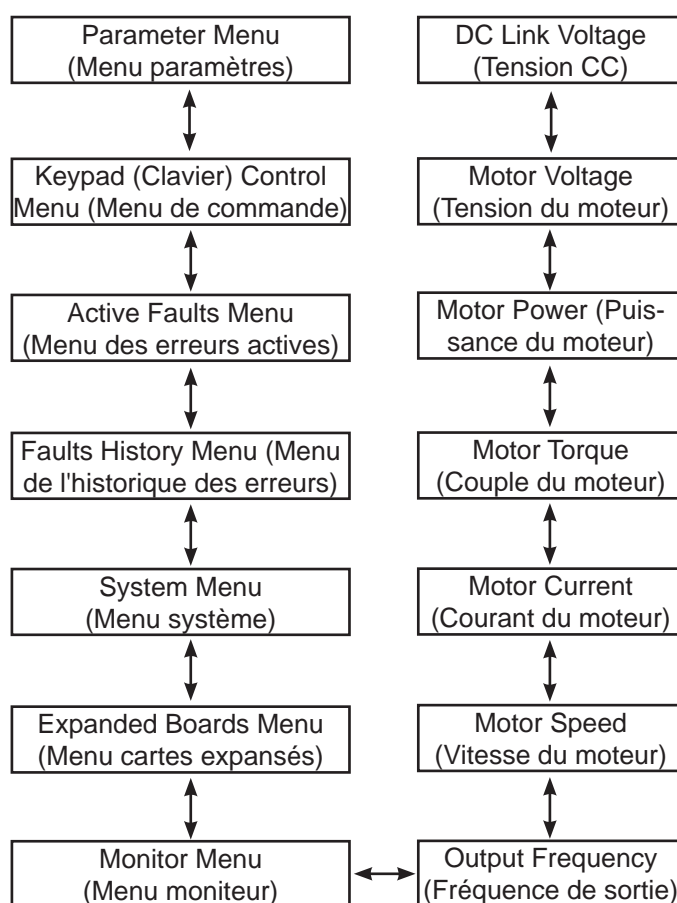 Parameter Menu
(Menu paramètres)
Keypad (Clavier) Control
Menu (Menu de commande)
Active Faults Menu
(Menu des erreurs actives)
Faults History Menu (Menu
de l'historique des erreurs)
System Menu
(Menu système)
Expanded Boards Menu
(Menu cartes expansés)
Monitor Menu
(Menu moniteur)
DC Link Voltage
(Tension CC)
Motor Voltage
(Tension du moteur)
Motor Power (Puis-
sance du moteur)
Motor Torque
(Couple du moteur)
Motor Current
(Courant du moteur)
Motor Speed
(Vitesse du moteur)
Output Frequency
(Fréquence de sortie)